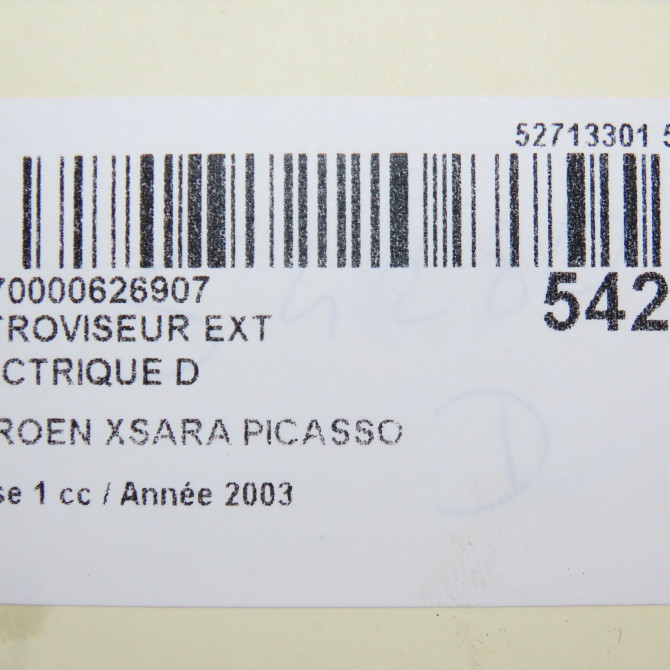 52713301 5
70000626907
542
TROVISEUR EXT
CTRIQUE D
ROEN XSARA PICASSO
se 1 cc / Année 2003
D